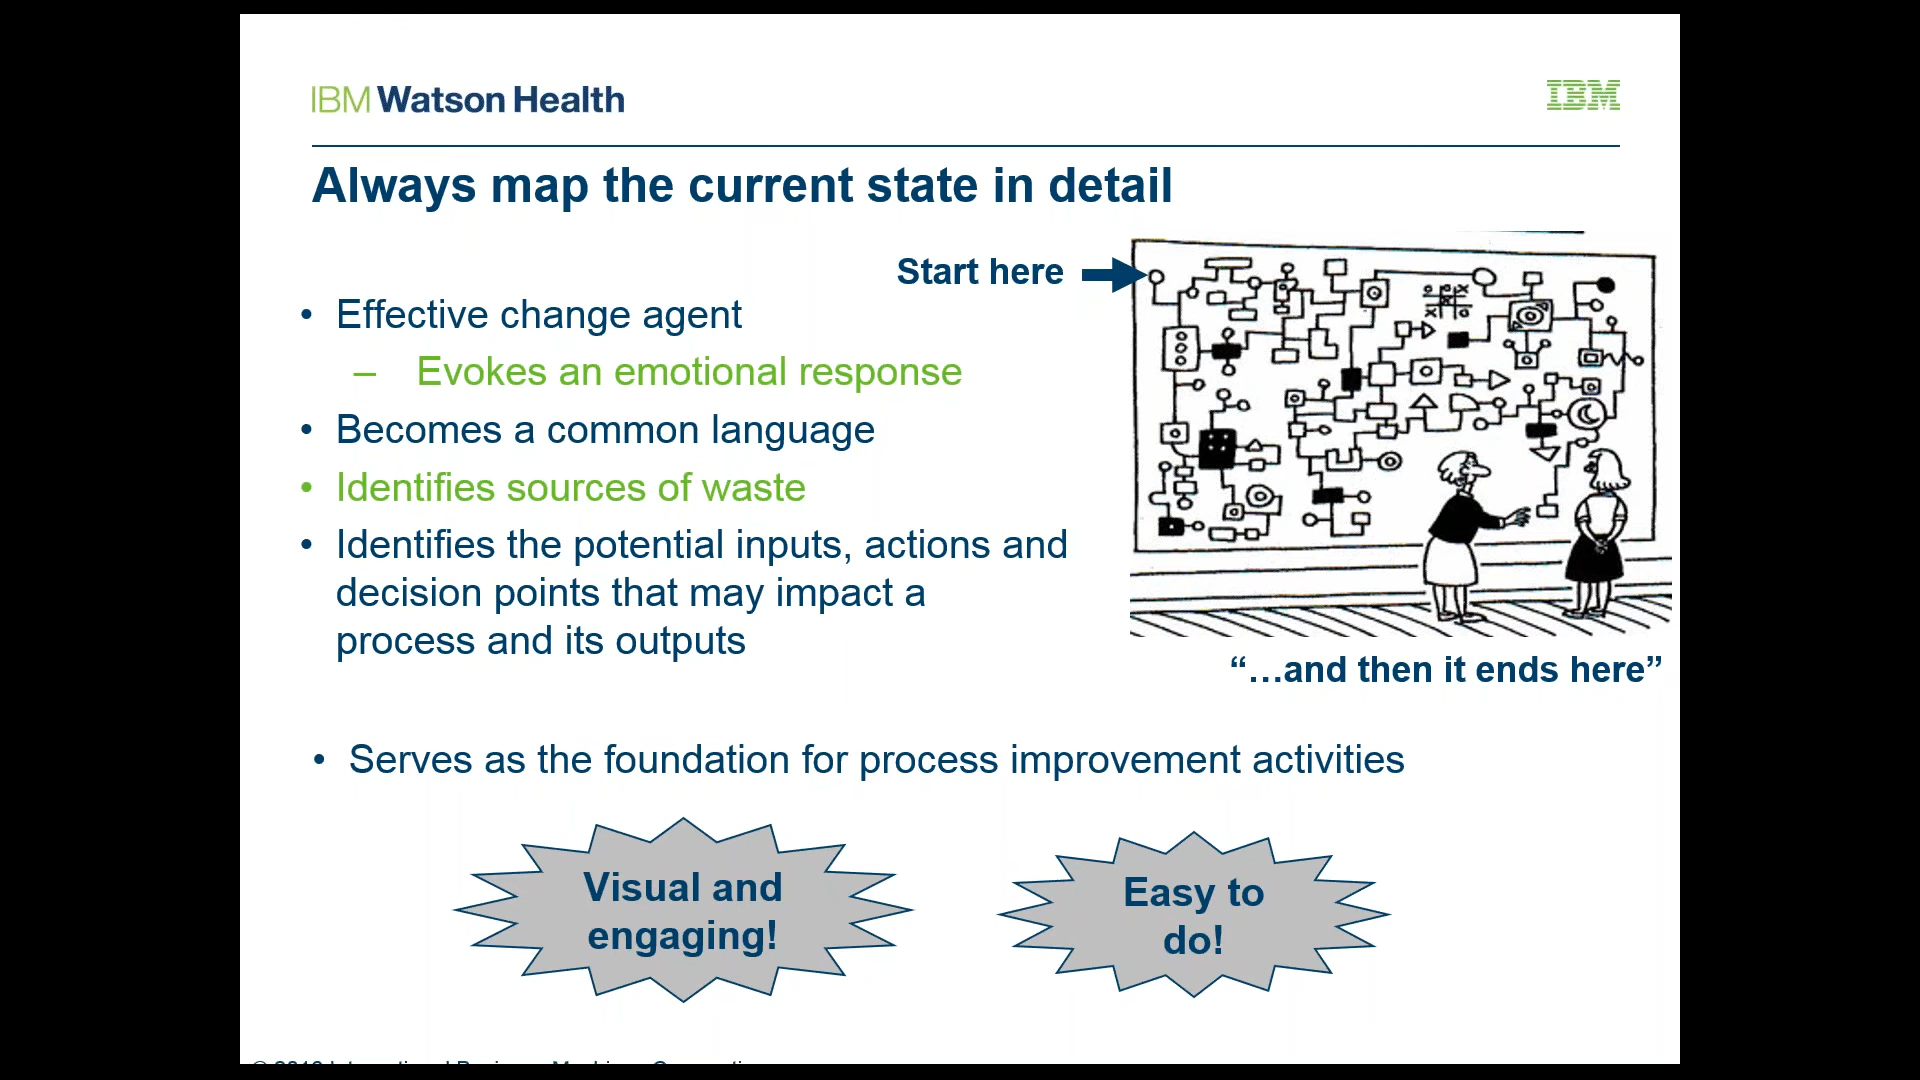 IBM Watson Health
IBM
Always map the current state in detail
Start here
• Effective change agent
– Evokes an emotional response
• Becomes a common language
• Identifies sources of waste
• Identifies the potential inputs, actions and
decision points that may impact a
process and its outputs
“…and then it ends here”
• Serves as the foundation for process improvement activities
Visual and
engaging!
Easy to
do!